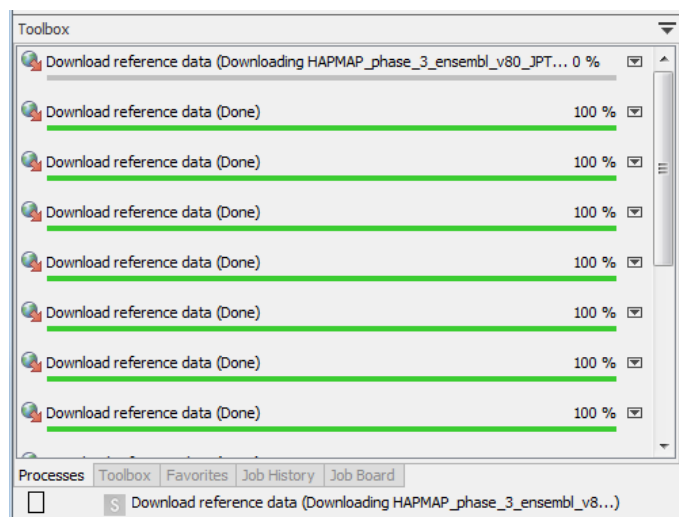 Toolbox
Download reference data (Downloading HAPMAP_phase_3_ensembl_v80_JPT... 0 %
Download reference data (Done) 100 %
Download reference data (Done) 100 %
Download reference data (Done) 100 %
Download reference data (Done) 100 %
Download reference data (Done) 100 %
Download reference data (Done) 100 %
Download reference data (Done) 100 %
Processes Toolbox Favorites Job History Job Board
S Download reference data (Downloading HAPMAP_phase_3_ensembl_v8...)